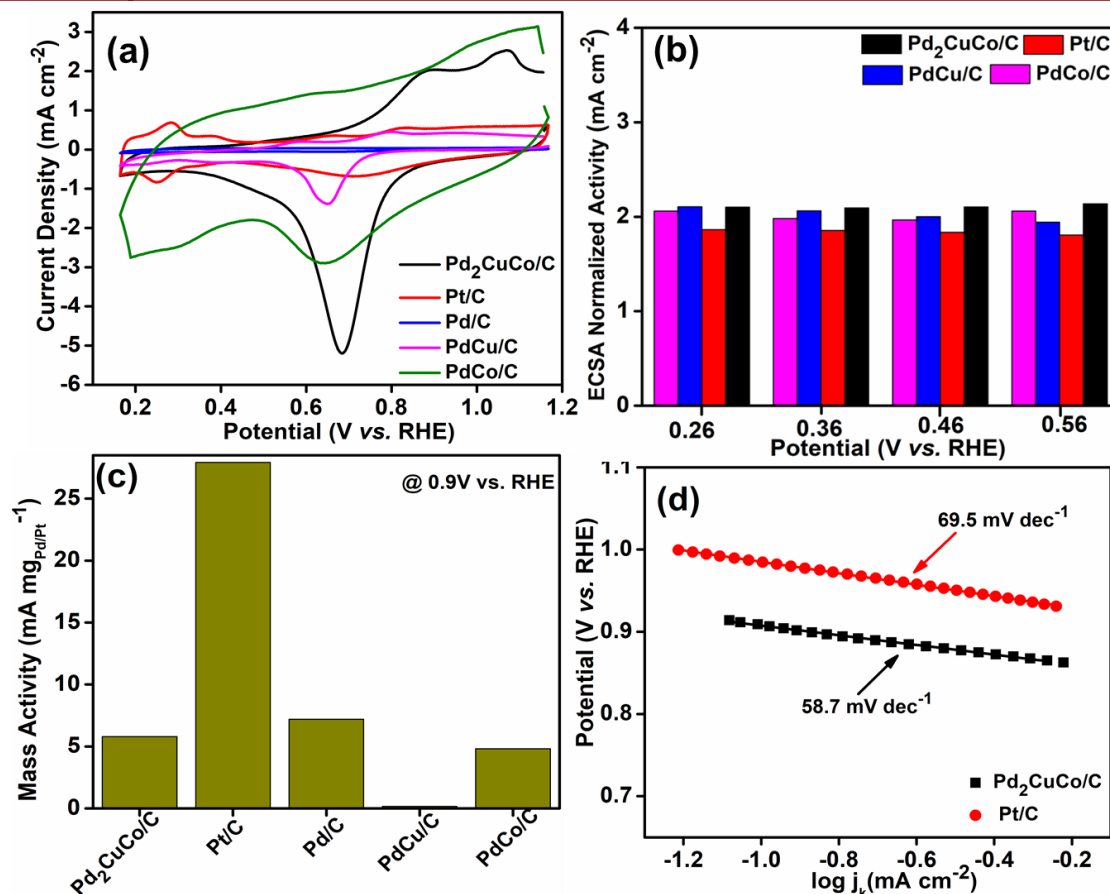 (a)
Current Density (mA cm⁻²)
3
2
1
0
-1
-2
-3
-4
-5
-6
Pd₂CuCo/C
Pt/C
Pd/C
PdCu/C
PdCo/C
0.2 0.4 0.6 0.8 1.0 1.2
Potential (V vs. RHE)
(b)
ECSA Normalized Activity (mA cm⁻²)
4
3
2
1
0
Pd₂CuCo/C Pt/C
PdCu/C PdCo/C
0.26 0.36 0.46 0.56
Potential (V vs. RHE)
(c)
@ 0.9V vs. RHE
Mass Activity (mA mg_Pd/Pt⁻¹)
25
20
15
10
5
0
Pd₂CuCo/C Pt/C Pd/C PdCu/C PdCo/C
(d)
Potential (V vs. RHE)
1.1
1.0
0.9
0.8
0.7
69.5 mV dec⁻¹
58.7 mV dec⁻¹
Pd₂CuCo/C
Pt/C
-1.2 -1.0 -0.8 -0.6 -0.4 -0.2
log jₖ(mA cm⁻²)